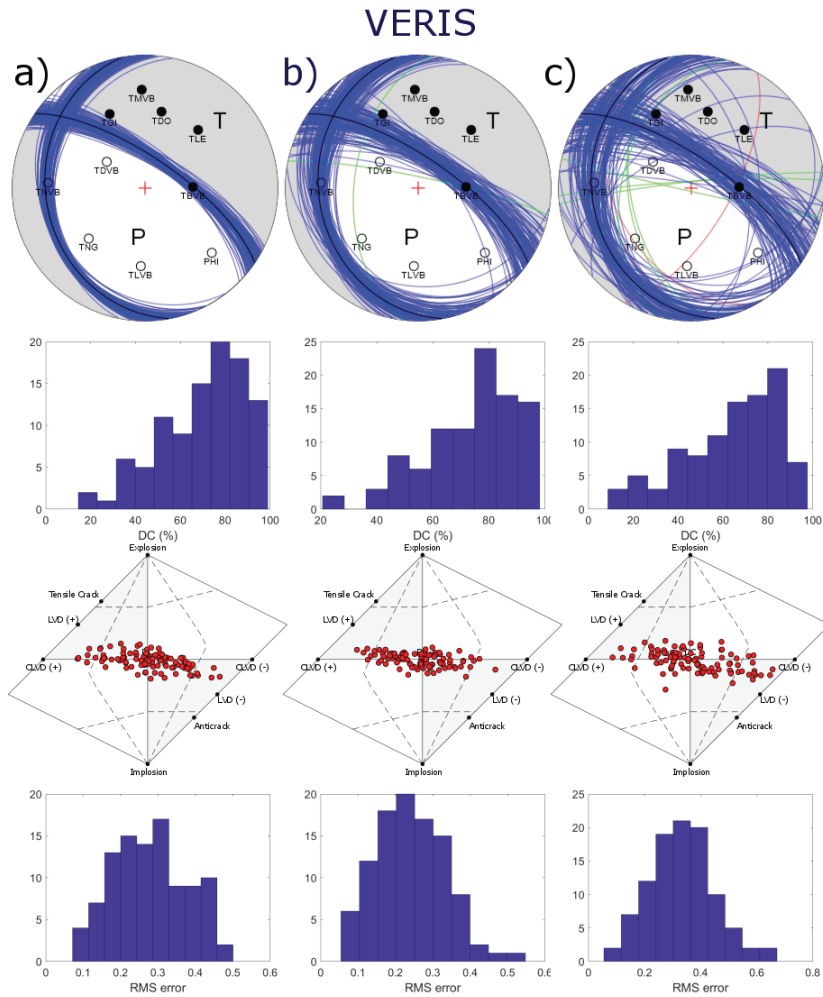 VERIS
a) b) c)
TMVB TMVB TMVB
TGI TDO T TGI TDO T TGI TDO T
TLE TLE TLE
TDVB TDVB TDVB
TNVB TBVB TNVB TBVB TNVB TBVB
P P P
TNG PHI TNG PHI TNG PHI
TLVB TLVB TLVB
20 25 25
15 20 20
10 15 15
5 10 10
0 5 5
0 0
0 20 40 60 80 100 20 40 60 80 100 0 20 40 60 80 100
DC (%) DC (%) DC (%)
Explosion Explosion Explosion
Tensile Crack Tensile Crack Tensile Crack
LVD (+) LVD (+) LVD (+)
CLVD (+) CLVD (-) CLVD (+) CLVD (-) CLVD (+) CLVD (-)
LVD (-) LVD (-) LVD (-)
Anticrack Anticrack Anticrack
Implosion Implosion Implosion
20 20 25
15 15 20
10 10 15
5 5 10
0 0 5
0
0 0.1 0.2 0.3 0.4 0.5 0.6 0 0.1 0.2 0.3 0.4 0.5 0.6 0 0.2 0.4 0.6 0.8
RMS error RMS error RMS error